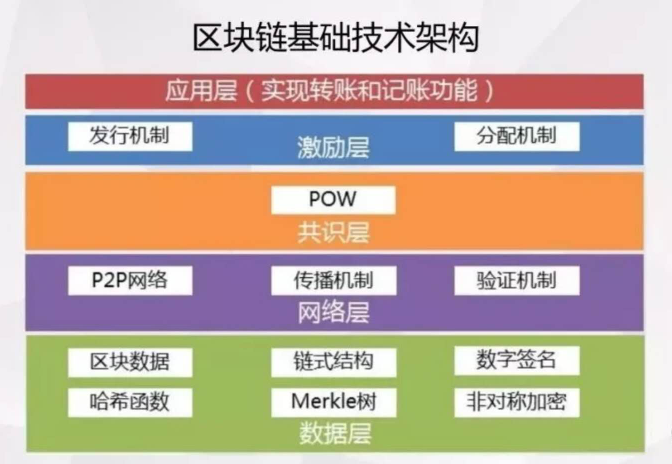 区块链基础技术架构
应用层（实现转账和记账功能）
发行机制
分配机制
激励层
POW
共识层
P2P网络
传播机制
验证机制
网络层
区块数据
链式结构
数字签名
哈希函数
Merkle树
非对称加密
数据层